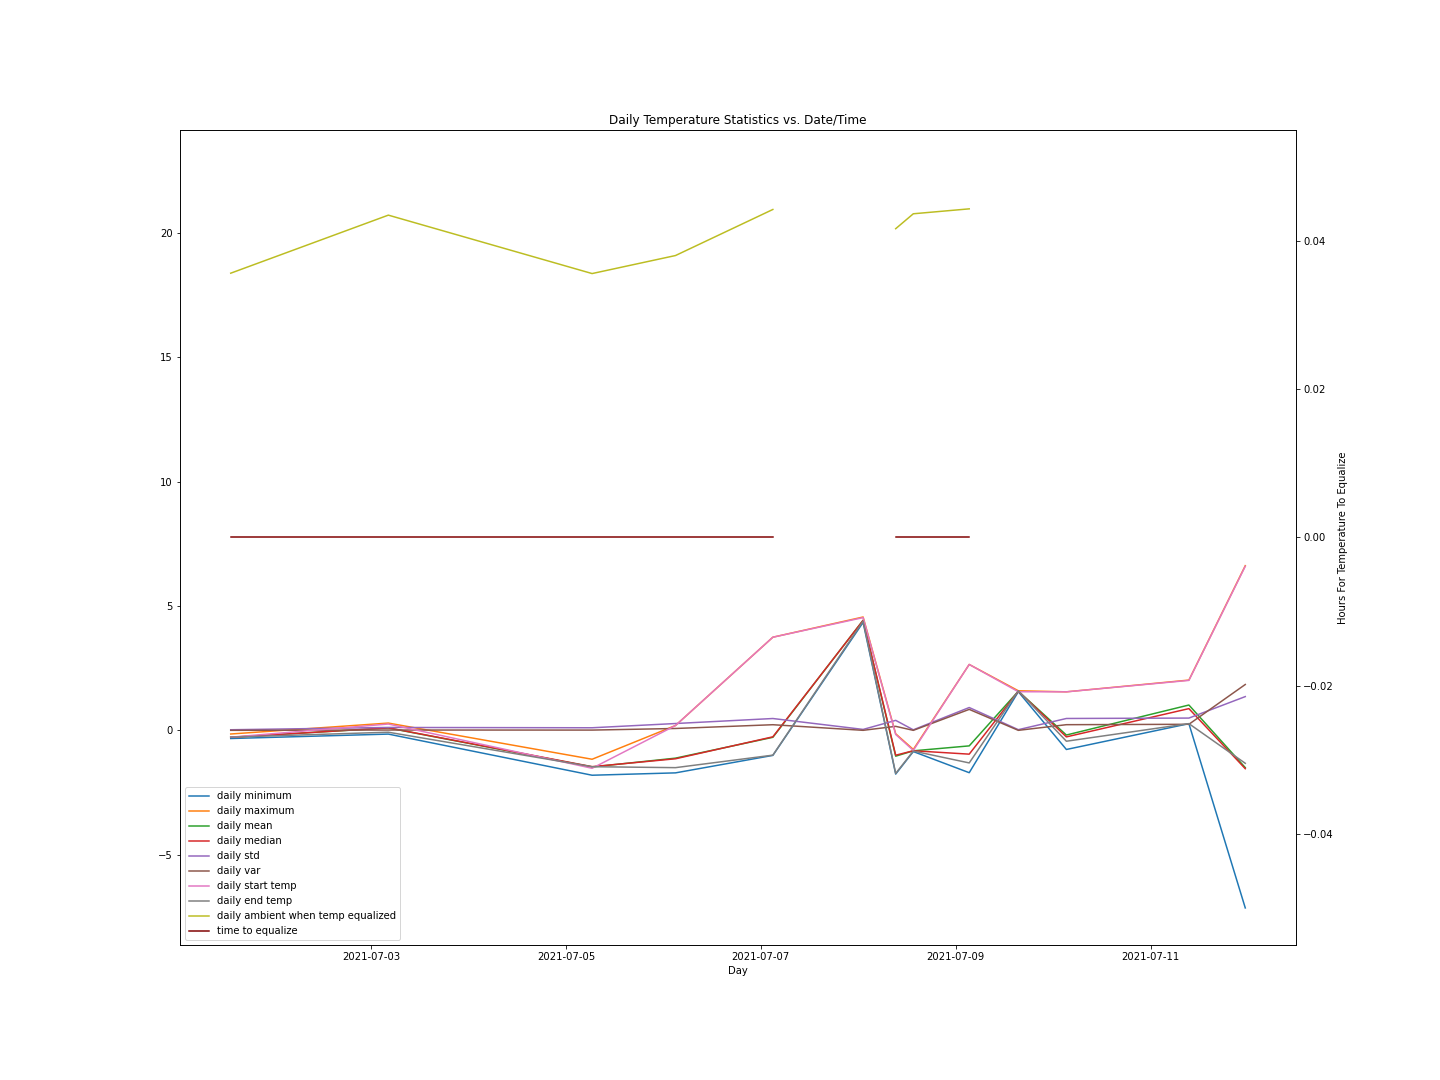 Daily Temperature Statistics vs. Date/Time
20
15
10
5
0
−5
0.04
0.02
0.00
−0.02
−0.04
Hours For Temperature To Equalize
daily minimum
daily maximum
daily mean
daily median
daily std
daily var
daily start temp
daily end temp
daily ambient when temp equalized
time to equalize
2021-07-03 2021-07-05 2021-07-07 2021-07-09 2021-07-11
Day